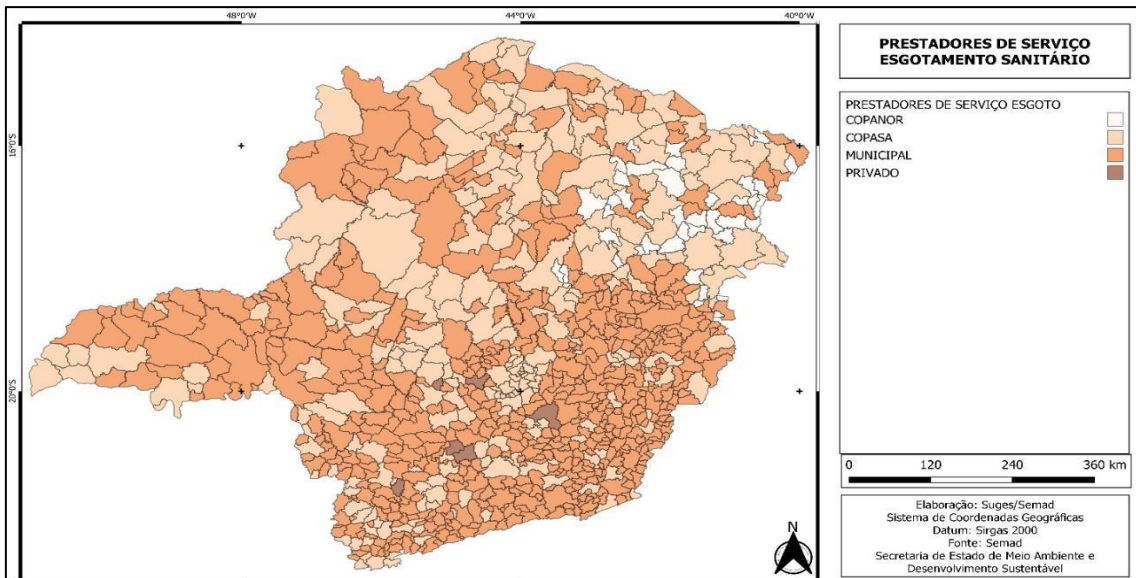 48°0'W 44°0'W 40°0'W
PRESTADORES DE SERVIÇO
ESGOTAMENTO SANITÁRIO
PRESTADORES DE SERVIÇO ESGOTO
COPANOR
COPASA
MUNICIPAL
PRIVADO
16°0'S
20°0'S
0 120 240 360 km
N
Elaboração: Suges/Semad
Sistema de Coordenadas Geográficas
Datum: Sirgas 2000
Fonte: Semad
Secretaria de Estado de Meio Ambiente e
Desenvolvimento Sustentável